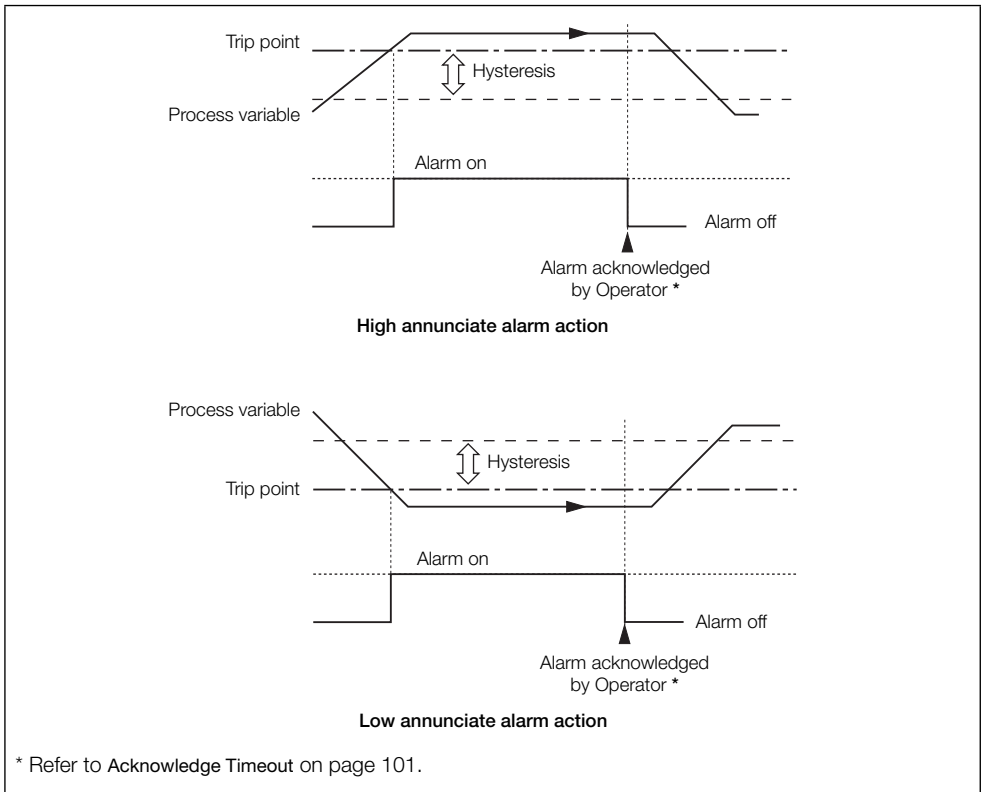 Trip point
Hysteresis
Process variable
Alarm on
Alarm off
Alarm acknowledged
by Operator *
High annunciate alarm action
Process variable
Hysteresis
Trip point
Alarm on
Alarm off
Alarm acknowledged
by Operator *
Low annunciate alarm action
* Refer to Acknowledge Timeout on page 101.